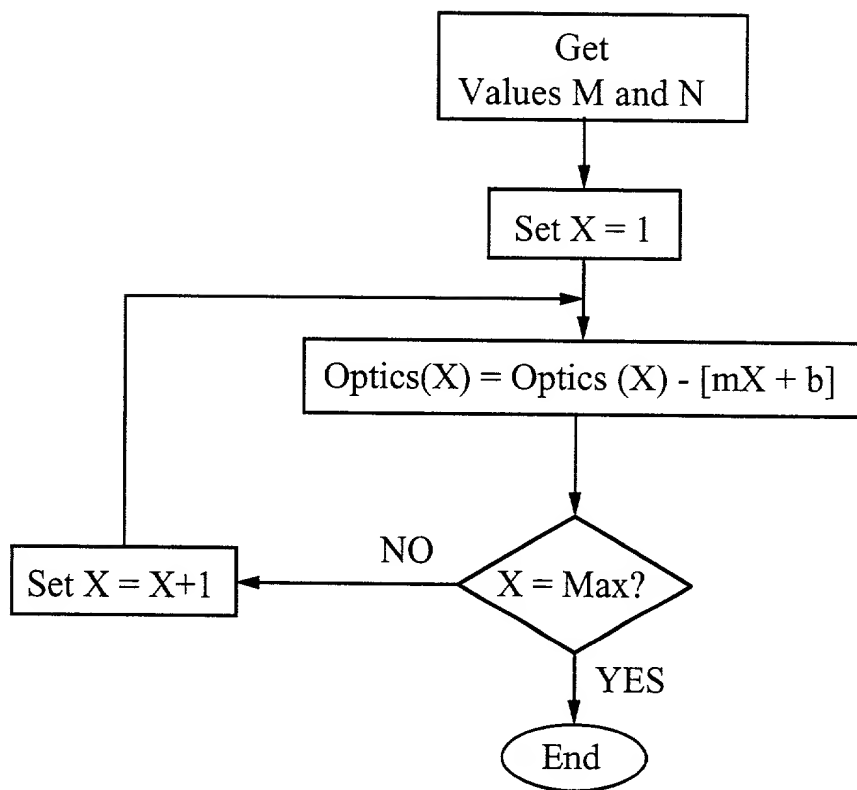 Get
Values M and N
Set X = 1
Optics(X) = Optics (X) - [mX + b]
NO
Set X = X+1
X = Max?
YES
End